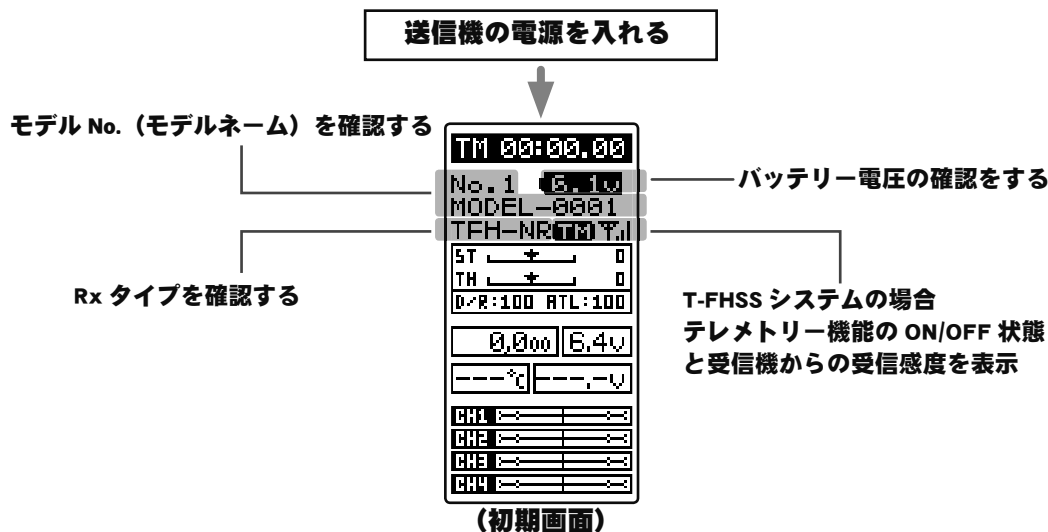 送信機の電源を入れる
モデル No.（モデルネーム）を確認する
TM 00:00.00
No.1 6.1v
バッテリー電圧の確認をする
MODEL-0001
TFH-NR TM
Rx タイプを確認する
T-FHSS システムの場合
テレメトリー機能の ON/OFF 状態
と受信機からの受信感度を表示
ST 0
TH 0
D/R:100 ATL:100
0,000 6.4v
---℃ ---.-v
CH1
CH2
CH3
CH4
(初期画面)